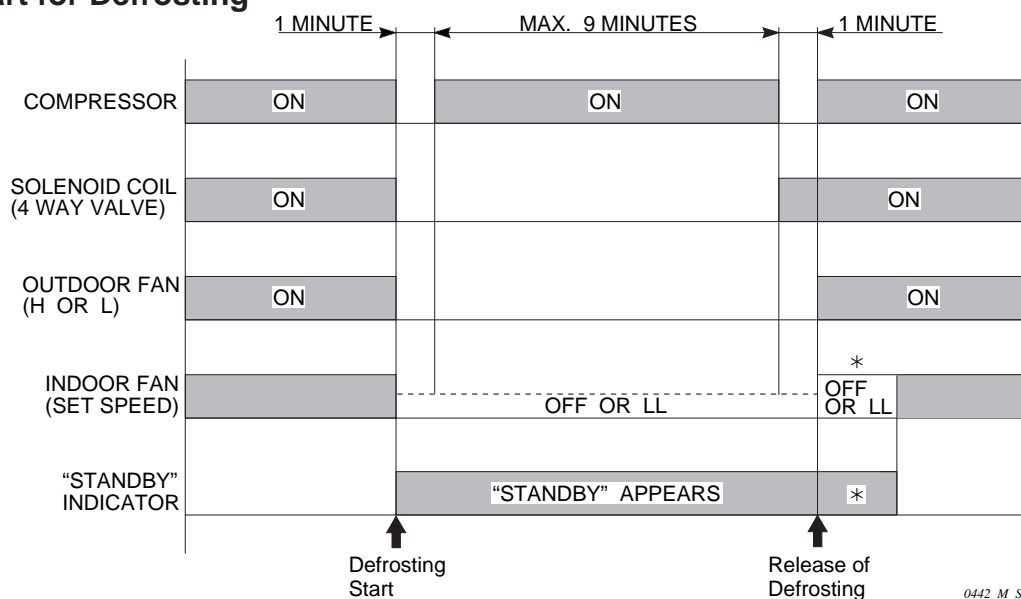 art for Defrosting
1 MINUTE
MAX. 9 MINUTES
1 MINUTE
COMPRESSOR
ON
ON
ON
SOLENOID COIL
(4 WAY VALVE)
ON
ON
OUTDOOR FAN
(H OR L)
ON
ON
INDOOR FAN
(SET SPEED)
OFF OR LL
*
OFF
OR LL
“STANDBY”
INDICATOR
“STANDBY” APPEARS
*
Defrosting
Start
Release of
Defrosting
0442_M_S